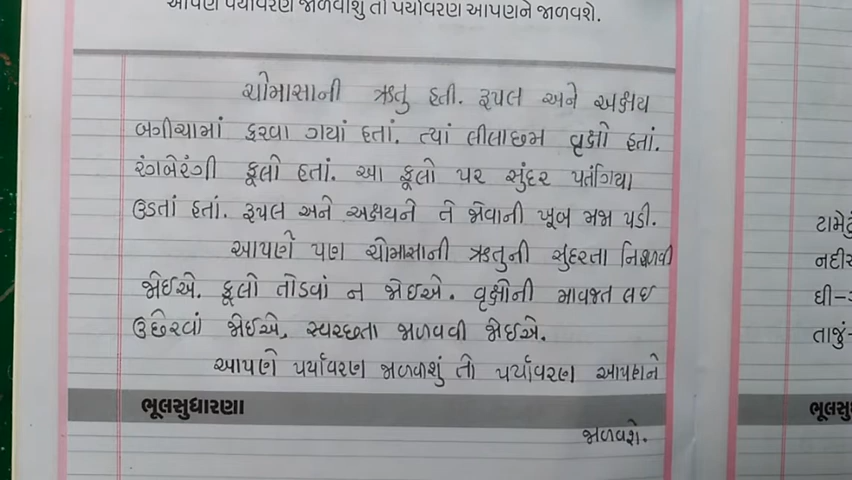 આપણે પર્યાવરણ જાળવીશું તો પર્યાવરણ આપણને જાળવશે.
ચોમાસાની ઋતુ હતી. રૂપલ અને અક્ષય
બગીચામાં ફરવા ગયાં હતાં. ત્યાં લીલાછમ વૃક્ષો હતાં.
રંગબેરંગી ફૂલો હતાં. આ ફૂલો પર સુંદર પતંગિયા
ઉડતાં હતાં. રૂપલ અને અક્ષયને તે જોવાની ખૂબ મજા પડી.
આપણે પણ ચોમાસાની ઋતુની સુંદરતા નિહાળવી
જોઈએ. ફૂલો તોડવાં ન જોઈએ. વૃક્ષોની માવજત લઇ
ઉછેરવાં જોઈએ, સ્વચ્છતા જાળવવી જોઈએ.
આપણે પર્યાવરણ જાળવીશું તો પર્યાવરણ આપણને
ભૂલસુધારણા
જાળવશે.
ઘી-
તાજું-